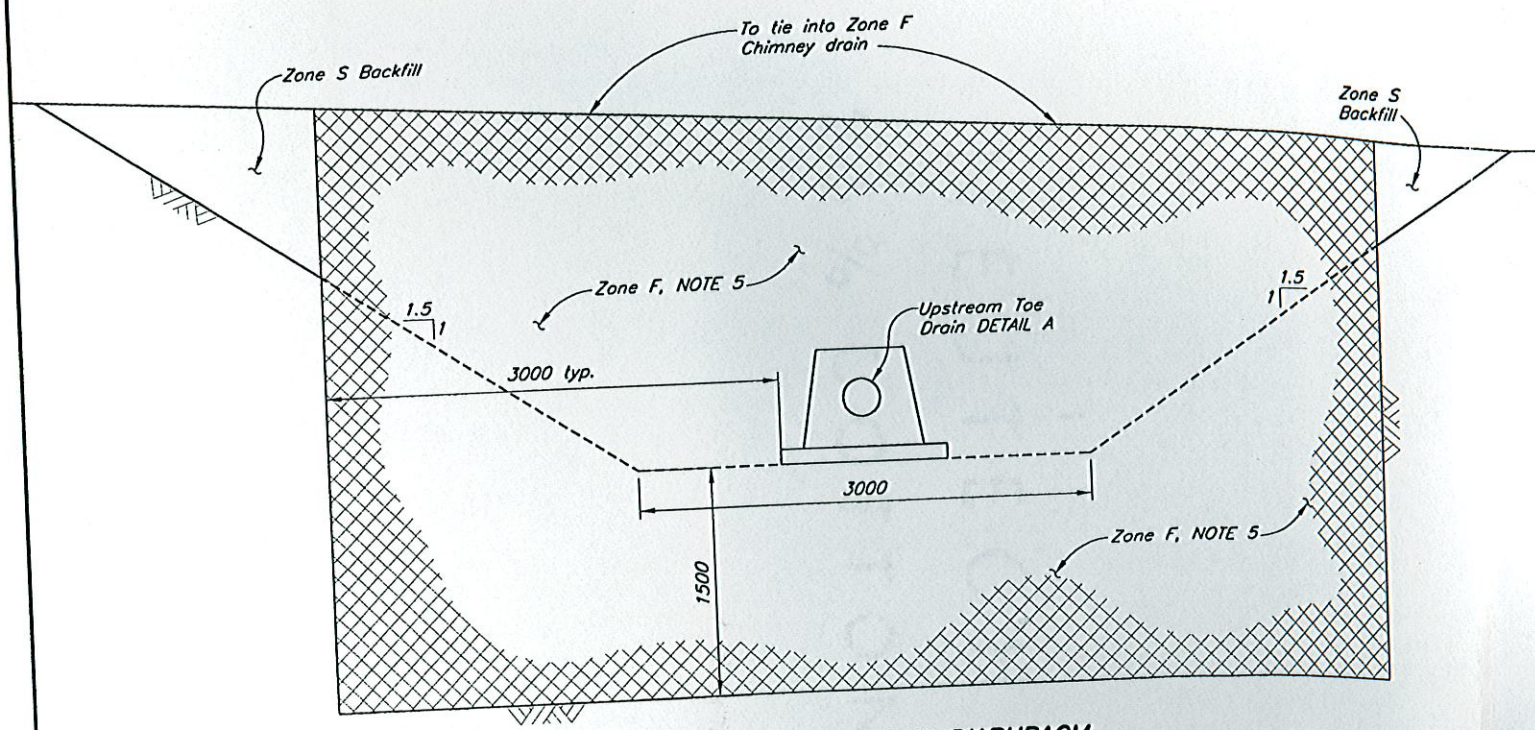 To tie into Zone F
Chimney drain
Zone S Backfill
Zone S
Backfill
Zone F, NOTE 5
1.5
1
1.5
1
Upstream Toe
Drain DETAIL A
3000 typ.
3000
Zone F, NOTE 5
1500